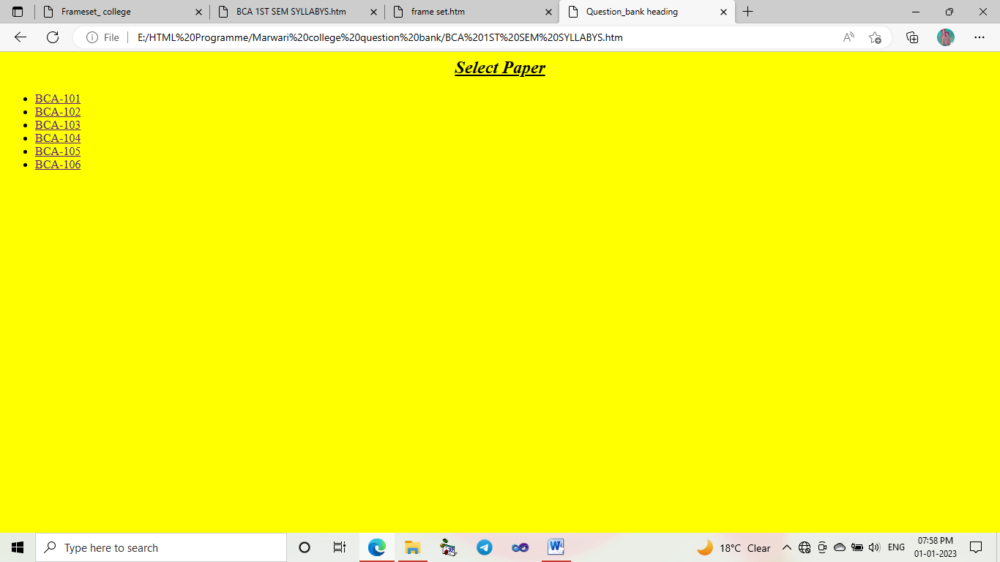 Frameset_ college
BCA 1ST SEM SYLLABYS.htm
frame set.htm
Question_bank heading
File
E:/HTML%20Programme/Marwari%20college%20question%20bank/BCA%201ST%20SEM%20SYLLABYS.htm
Select Paper
BCA-101
BCA-102
BCA-103
BCA-104
BCA-105
BCA-106
Type here to search
18°C Clear
ENG
07:58 PM
01-01-2023